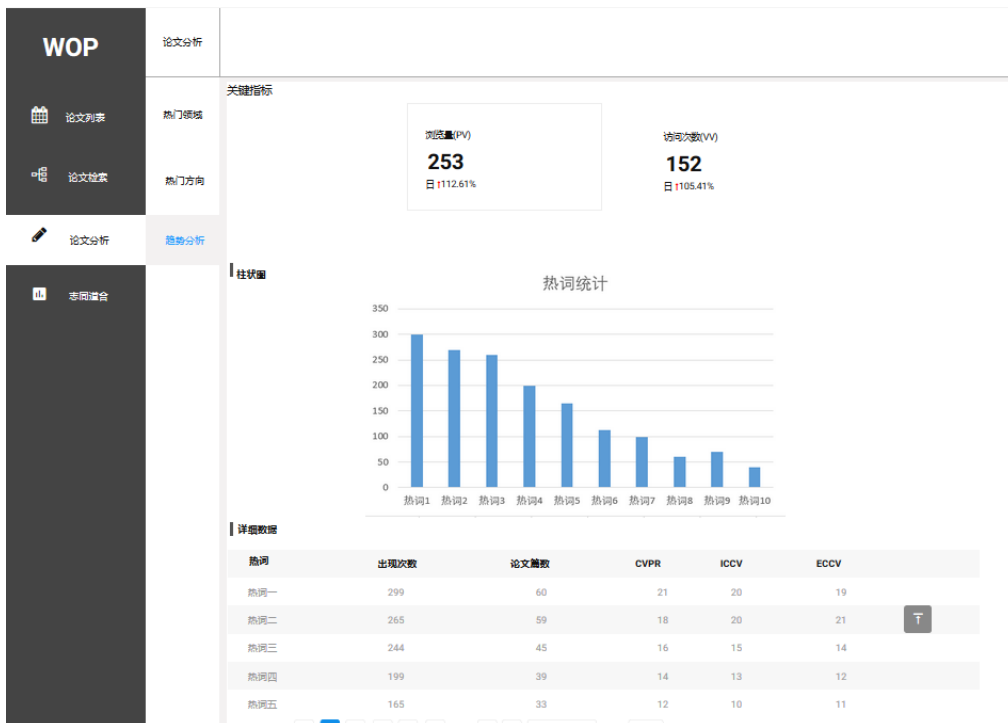 WOP
论文分析
论文列表
论文检索
论文分析
志同道合
热门领域
热门方向
趋势分析
关键指标
浏览量(PV)
253
日↑112.61%
访问次数(VV)
152
日↑105.41%
柱状图
热词统计
350
300
250
200
150
100
50
0
热词1 热词2 热词3 热词4 热词5 热词6 热词7 热词8 热词9 热词10
详细数据
热词 出现次数 论文篇数 CVPR ICCV ECCV
热词一 299 60 21 20 19
热词二 265 59 18 20 21
热词三 244 45 16 15 14
热词四 199 39 14 13 12
热词五 165 33 12 10 11